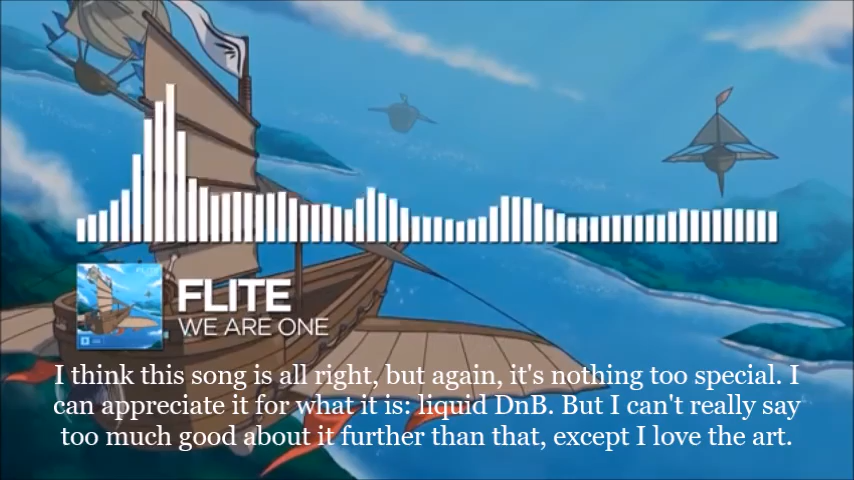 FLITE
WE ARE ONE
I think this song is all right, but again, it's nothing too special. I
can appreciate it for what it is: liquid DnB. But I can't really say
too much good about it further than that, except I love the art.